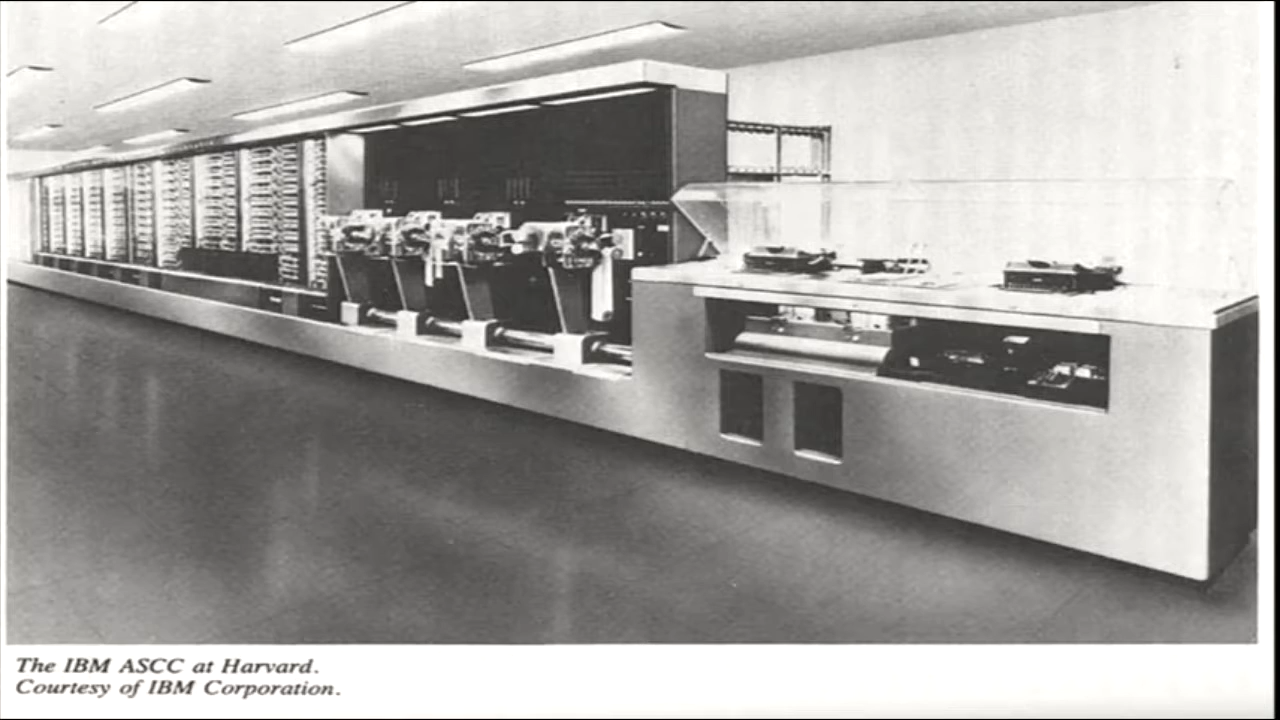 The IBM ASCC at Harvard.
Courtesy of IBM Corporation.